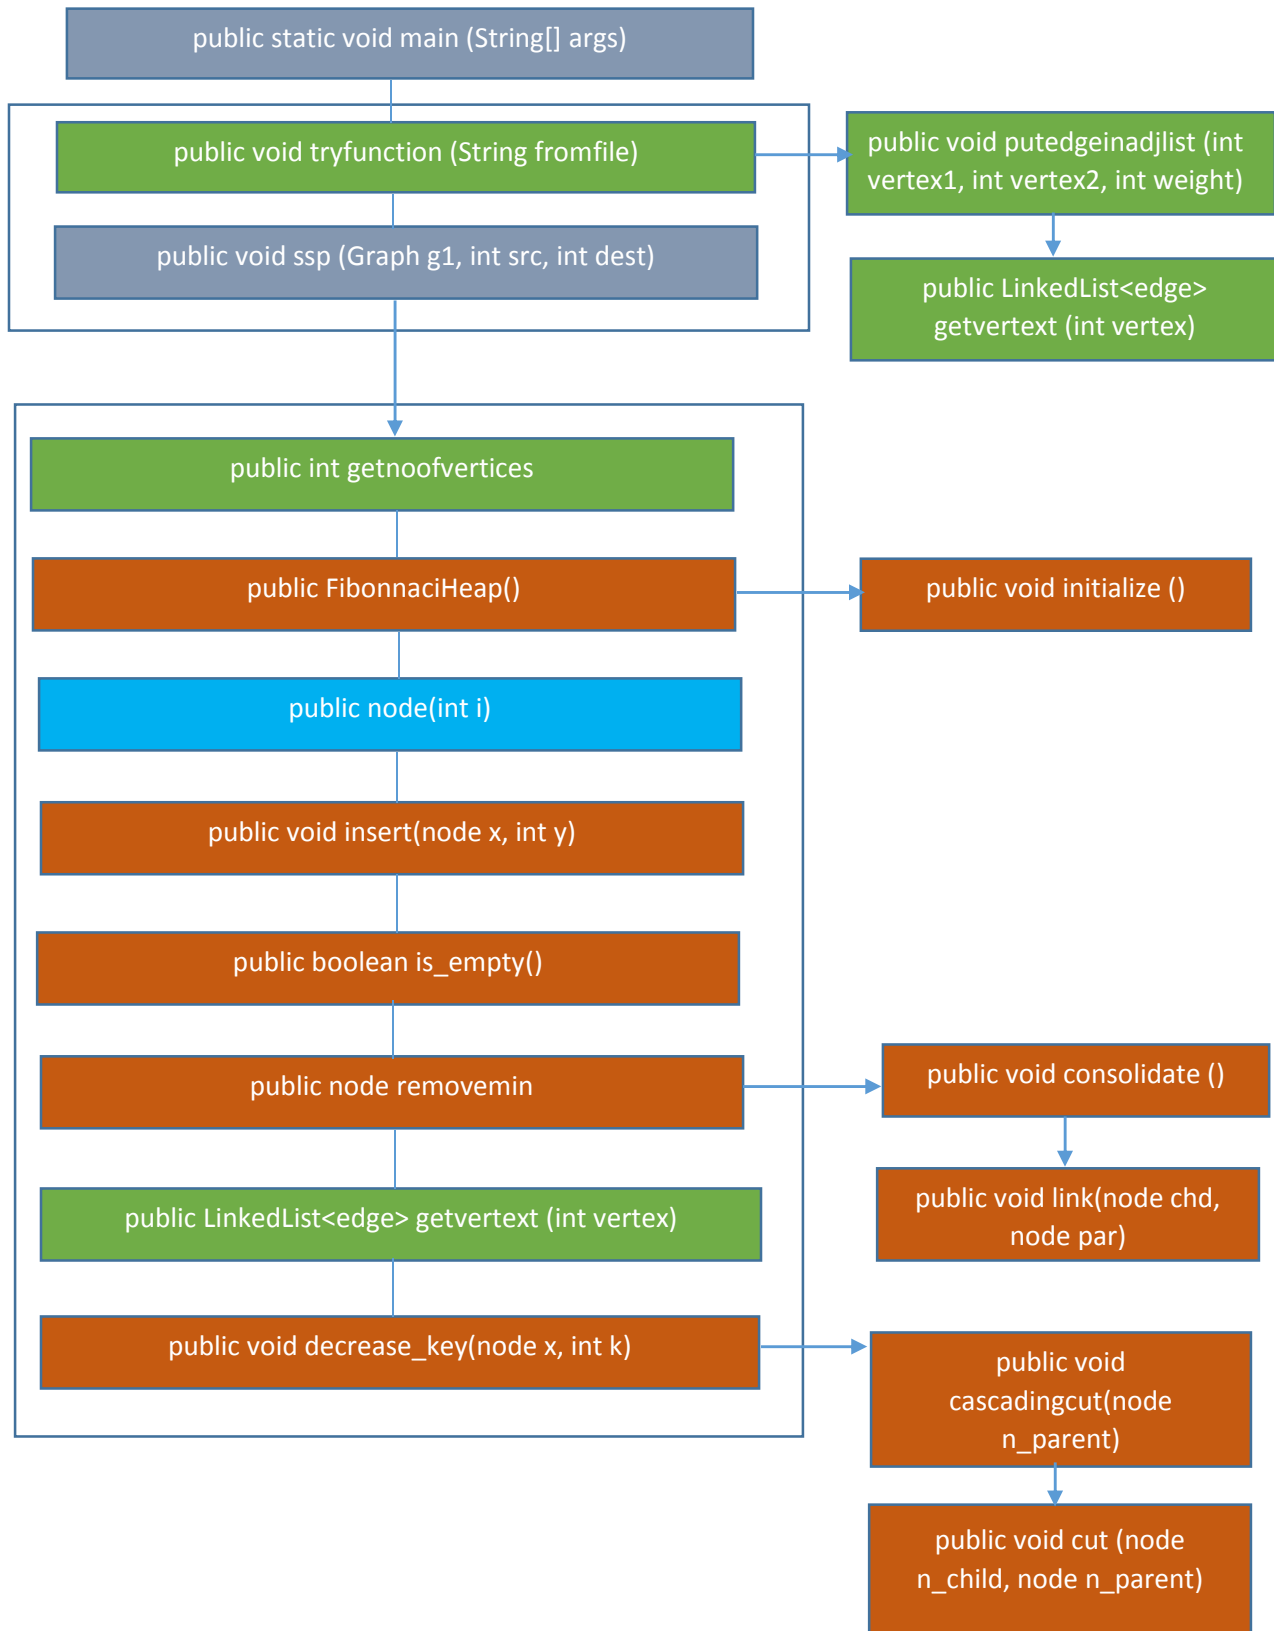 public static void main (String[] args)
public void tryfunction (String fromfile)
public void putedgeinadjlist (int
vertex1, int vertex2, int weight)
public void ssp (Graph g1, int src, int dest)
public LinkedList<edge>
getvertext (int vertex)
public int getnoofvertices
public FibonnaciHeap()
public void initialize ()
public node(int i)
public void insert(node x, int y)
public boolean is_empty()
public node removemin
public void consolidate ()
public void link(node chd,
node par)
public LinkedList<edge> getvertext (int vertex)
public void decrease_key(node x, int k)
public void
cascadingcut(node
n_parent)
public void cut (node
n_child, node n_parent)